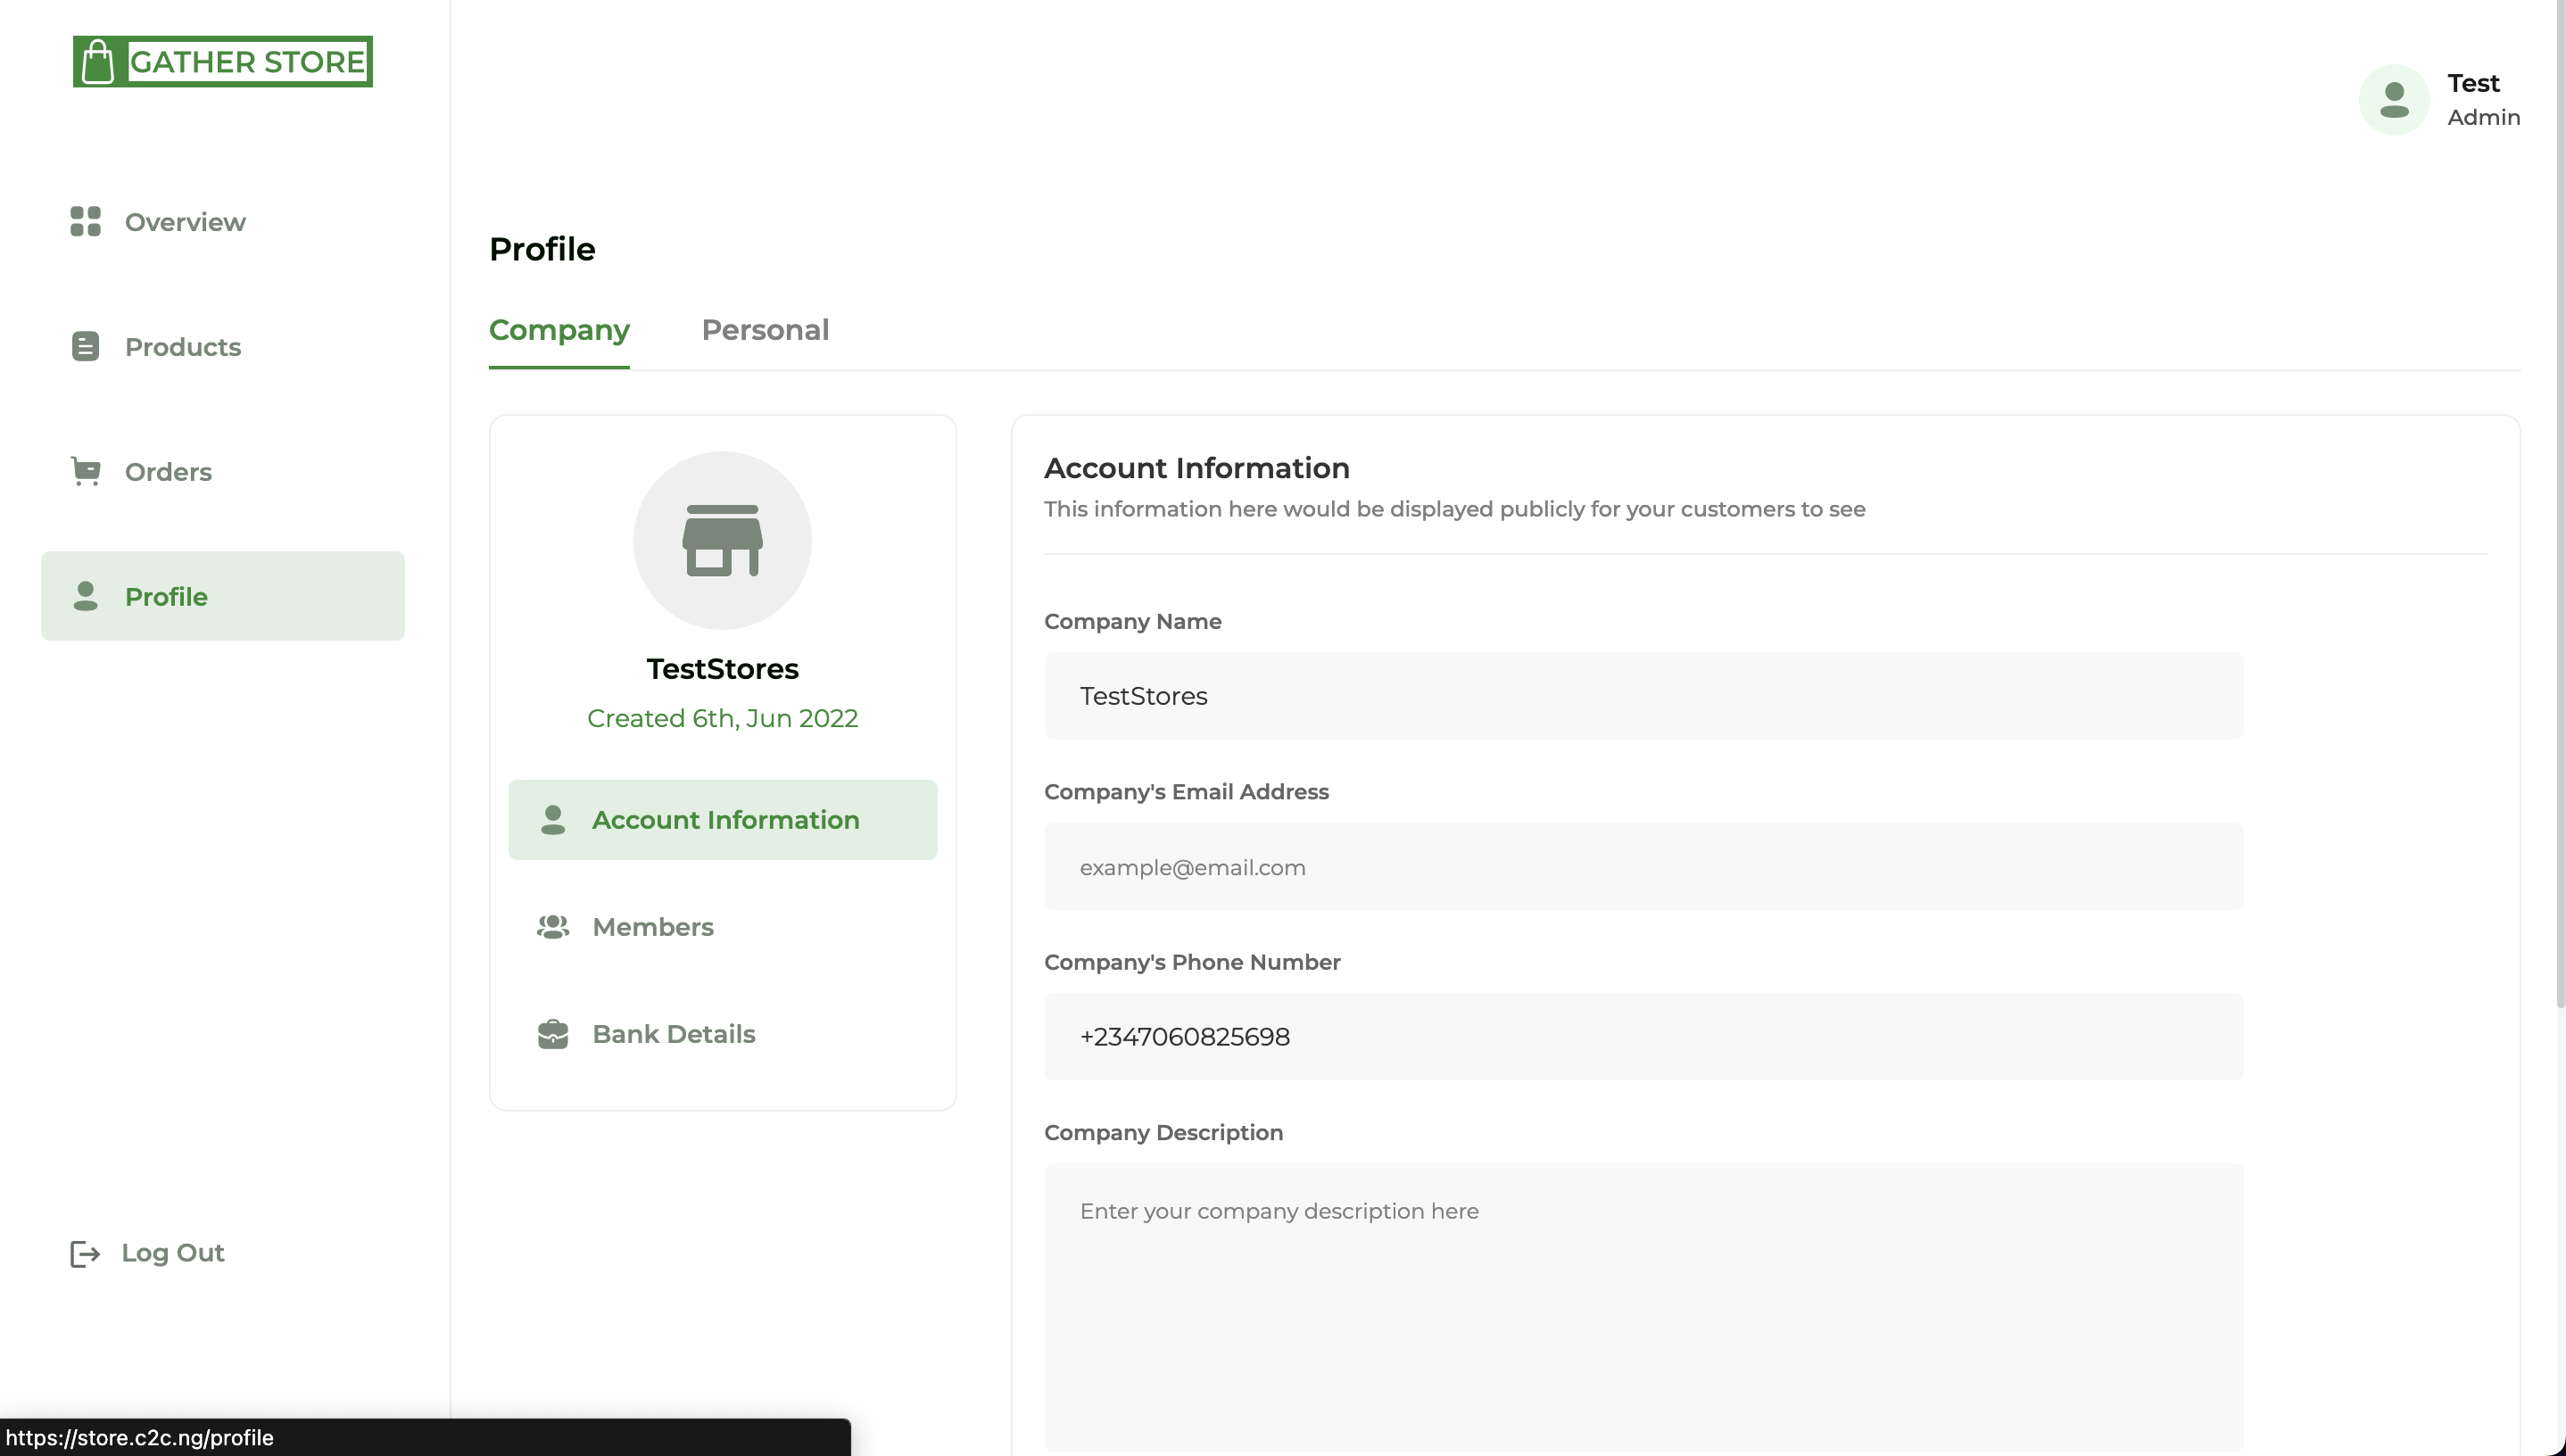 GATHER STORE
Test
Admin
Overview
Products
Orders
Profile
Log Out
Profile
Company
Personal
TestStores
Created 6th, Jun 2022
Account Information
Members
Bank Details
Account Information
This information here would be displayed publicly for your customers to see
Company Name
TestStores
Company's Email Address
example@email.com
Company's Phone Number
+2347060825698
Company Description
Enter your company description here
https://store.c2c.ng/profile